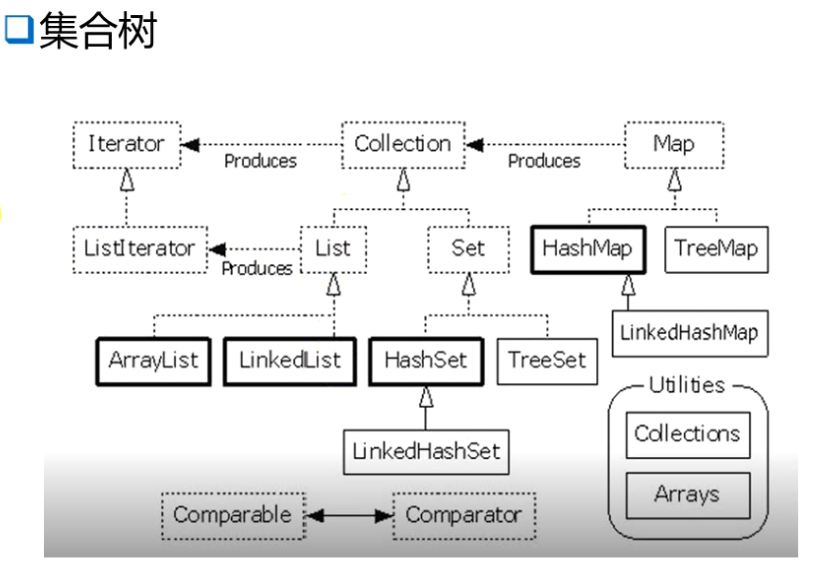 集合树
Iterator
Produces
Collection
Produces
Map
ListIterator
Produces
List
Set
HashMap
TreeMap
LinkedHashMap
ArrayList
LinkedList
HashSet
TreeSet
Utilities
Collections
LinkedHashSet
Arrays
Comparable
Comparator